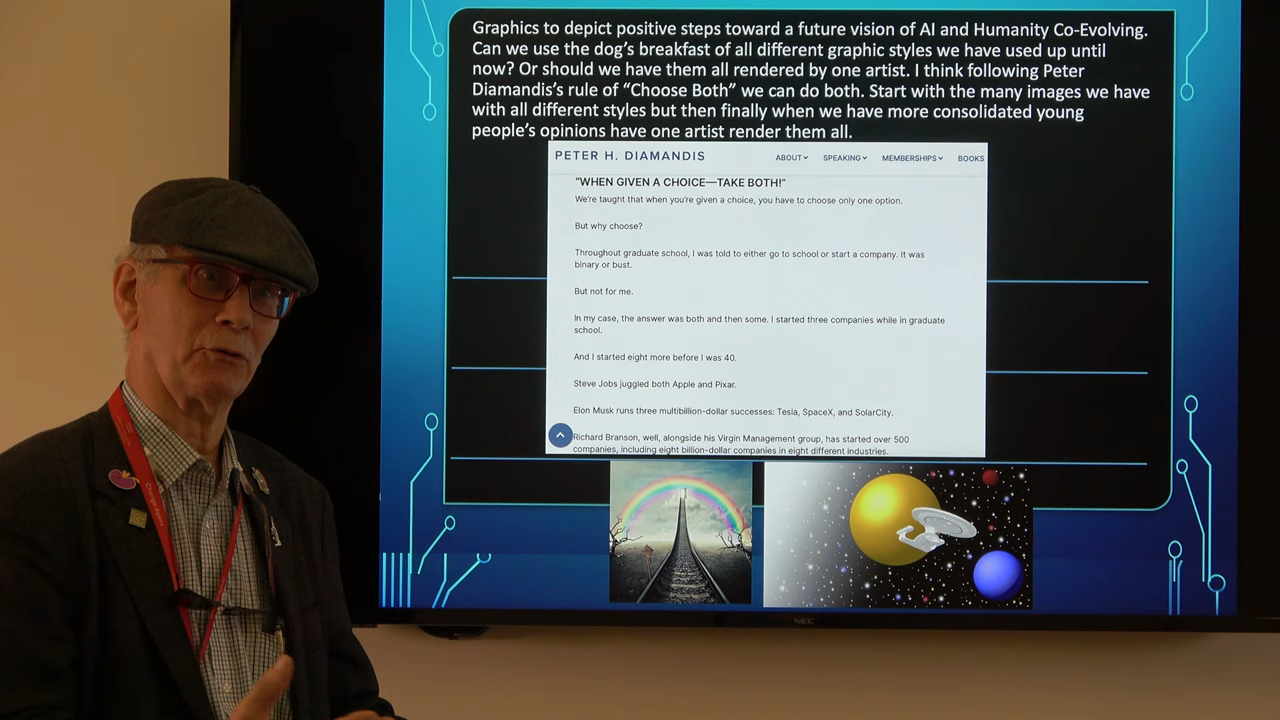 Graphics to depict positive steps toward a future vision of AI and Humanity Co-Evolving.
Can we use the dog's breakfast of all different graphic styles we have used up until
now? Or should we have them all rendered by one artist. I think following Peter
Diamandis's rule of "Choose Both" we can do both. Start with the many images we have
with all different styles but then finally when we have more consolidated young
people's opinions have one artist render them all.
PETER H. DIAMANDIS ABOUT SPEAKING MEMBERSHIPS BOOKS
"WHEN GIVEN A CHOICE—TAKE BOTH!"
We're taught that when you're given a choice, you have to choose only one option.
But why choose?
Throughout graduate school, I was told to either go to school or start a company. It was
binary or bust.
But not for me.
In my case, the answer was both and then some. I started three companies while in graduate
school.
And I started eight more before I was 40.
Steve Jobs juggled both Apple and Pixar.
Elon Musk runs three multibillion-dollar successes: Tesla, SpaceX, and SolarCity.
Richard Branson, well, alongside his Virgin Management group, has started over 500
companies, including eight billion-dollar companies in eight different industries.
NEC